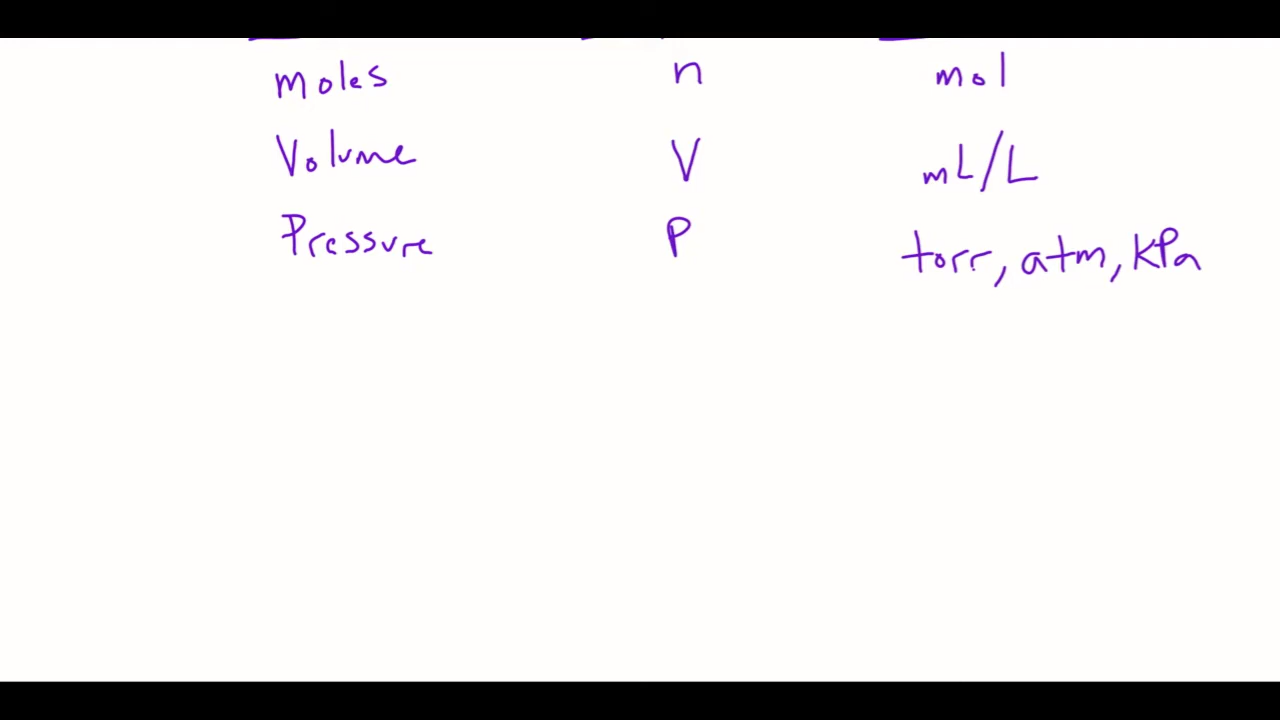 moles n mol
Volume V mL/L
Pressure P torr, atm, kPa